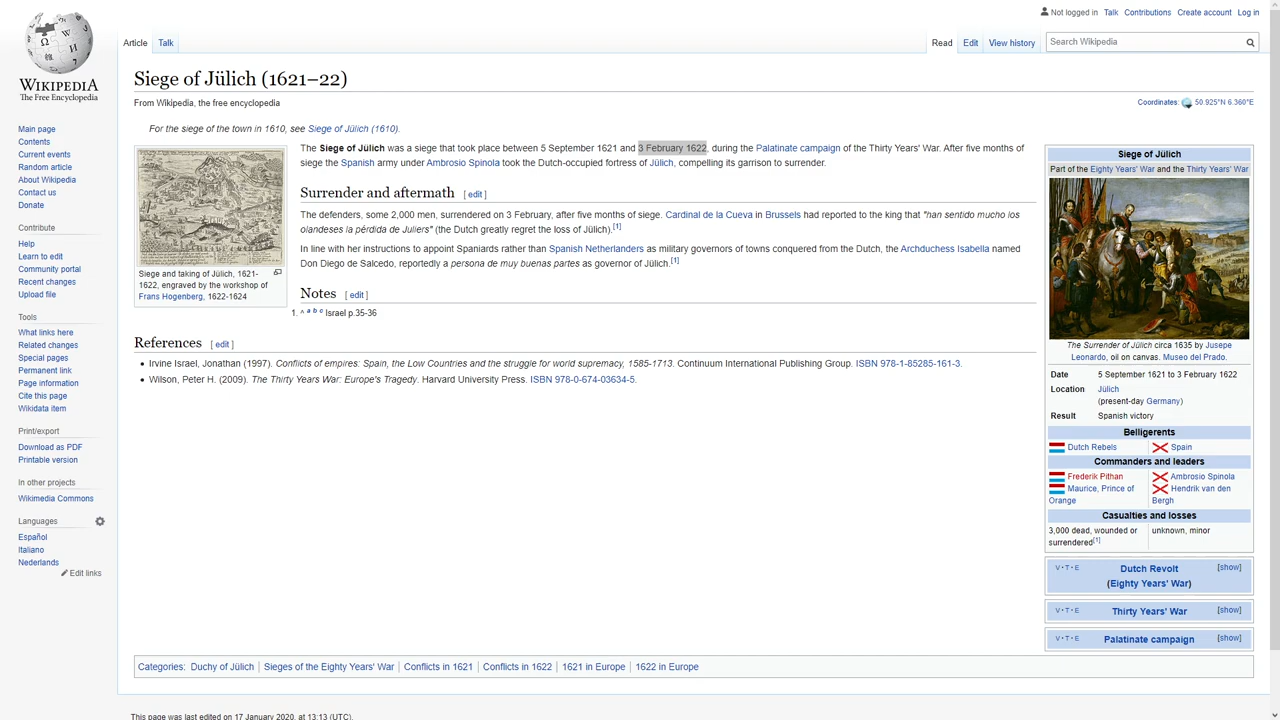 Not logged in Talk Contributions Create account Log in
Article Talk Read Edit View history Search Wikipedia
WIKIPEDIA
The Free Encyclopedia
Main page
Contents
Current events
Random article
About Wikipedia
Contact us
Donate
Contribute
Help
Learn to edit
Community portal
Recent changes
Upload file
Tools
What links here
Related changes
Special pages
Permanent link
Page information
Cite this page
Wikidata item
Print/export
Download as PDF
Printable version
In other projects
Wikimedia Commons
Languages
Español
Italiano
Nederlands
Edit links
Siege of Jülich (1621–22)
From Wikipedia, the free encyclopedia
Coordinates: 50.925°N 6.360°E
For the siege of the town in 1610, see Siege of Jülich (1610).
Siege and taking of Jülich, 1621-
1622, engraved by the workshop of
Frans Hogenberg, 1622-1624
The Siege of Jülich was a siege that took place between 5 September 1621 and 3 February 1622, during the Palatinate campaign of the Thirty Years' War. After five months of
siege the Spanish army under Ambrosio Spinola took the Dutch-occupied fortress of Jülich, compelling its garrison to surrender.
Surrender and aftermath [ edit ]
The defenders, some 2,000 men, surrendered on 3 February, after five months of siege. Cardinal de la Cueva in Brussels had reported to the king that "han sentido mucho los
olandeses la pérdida de Juliers" (the Dutch greatly regret the loss of Jülich).[1]
In line with her instructions to appoint Spaniards rather than Spanish Netherlanders as military governors of towns conquered from the Dutch, the Archduchess Isabella named
Don Diego de Salcedo, reportedly a persona de muy buenas partes as governor of Jülich.[1]
Notes [ edit ]
1. ^ a b c Israel p.35-36
References [ edit ]
• Irvine Israel, Jonathan (1997). Conflicts of empires: Spain, the Low Countries and the struggle for world supremacy, 1585-1713. Continuum International Publishing Group. ISBN 978-1-85285-161-3.
• Wilson, Peter H. (2009). The Thirty Years War: Europe's Tragedy. Harvard University Press. ISBN 978-0-674-03634-5.
Siege of Jülich
Part of the Eighty Years' War and the Thirty Years' War
The Surrender of Jülich circa 1635 by Jusepe
Leonardo, oil on canvas. Museo del Prado.
Date 5 September 1621 to 3 February 1622
Location Jülich
(present-day Germany)
Result Spanish victory
Belligerents
Dutch Rebels Spain
Commanders and leaders
Frederik Pithan Ambrosio Spinola
Maurice, Prince of Hendrik van den
Orange Bergh
Casualties and losses
3,000 dead, wounded or unknown, minor
surrendered[1]
V·T·E Dutch Revolt [show]
(Eighty Years' War)
V·T·E Thirty Years' War [show]
V·T·E Palatinate campaign [show]
Categories: Duchy of Jülich | Sieges of the Eighty Years' War | Conflicts in 1621 | Conflicts in 1622 | 1621 in Europe | 1622 in Europe
This page was last edited on 17 January 2020, at 13:13 (UTC).